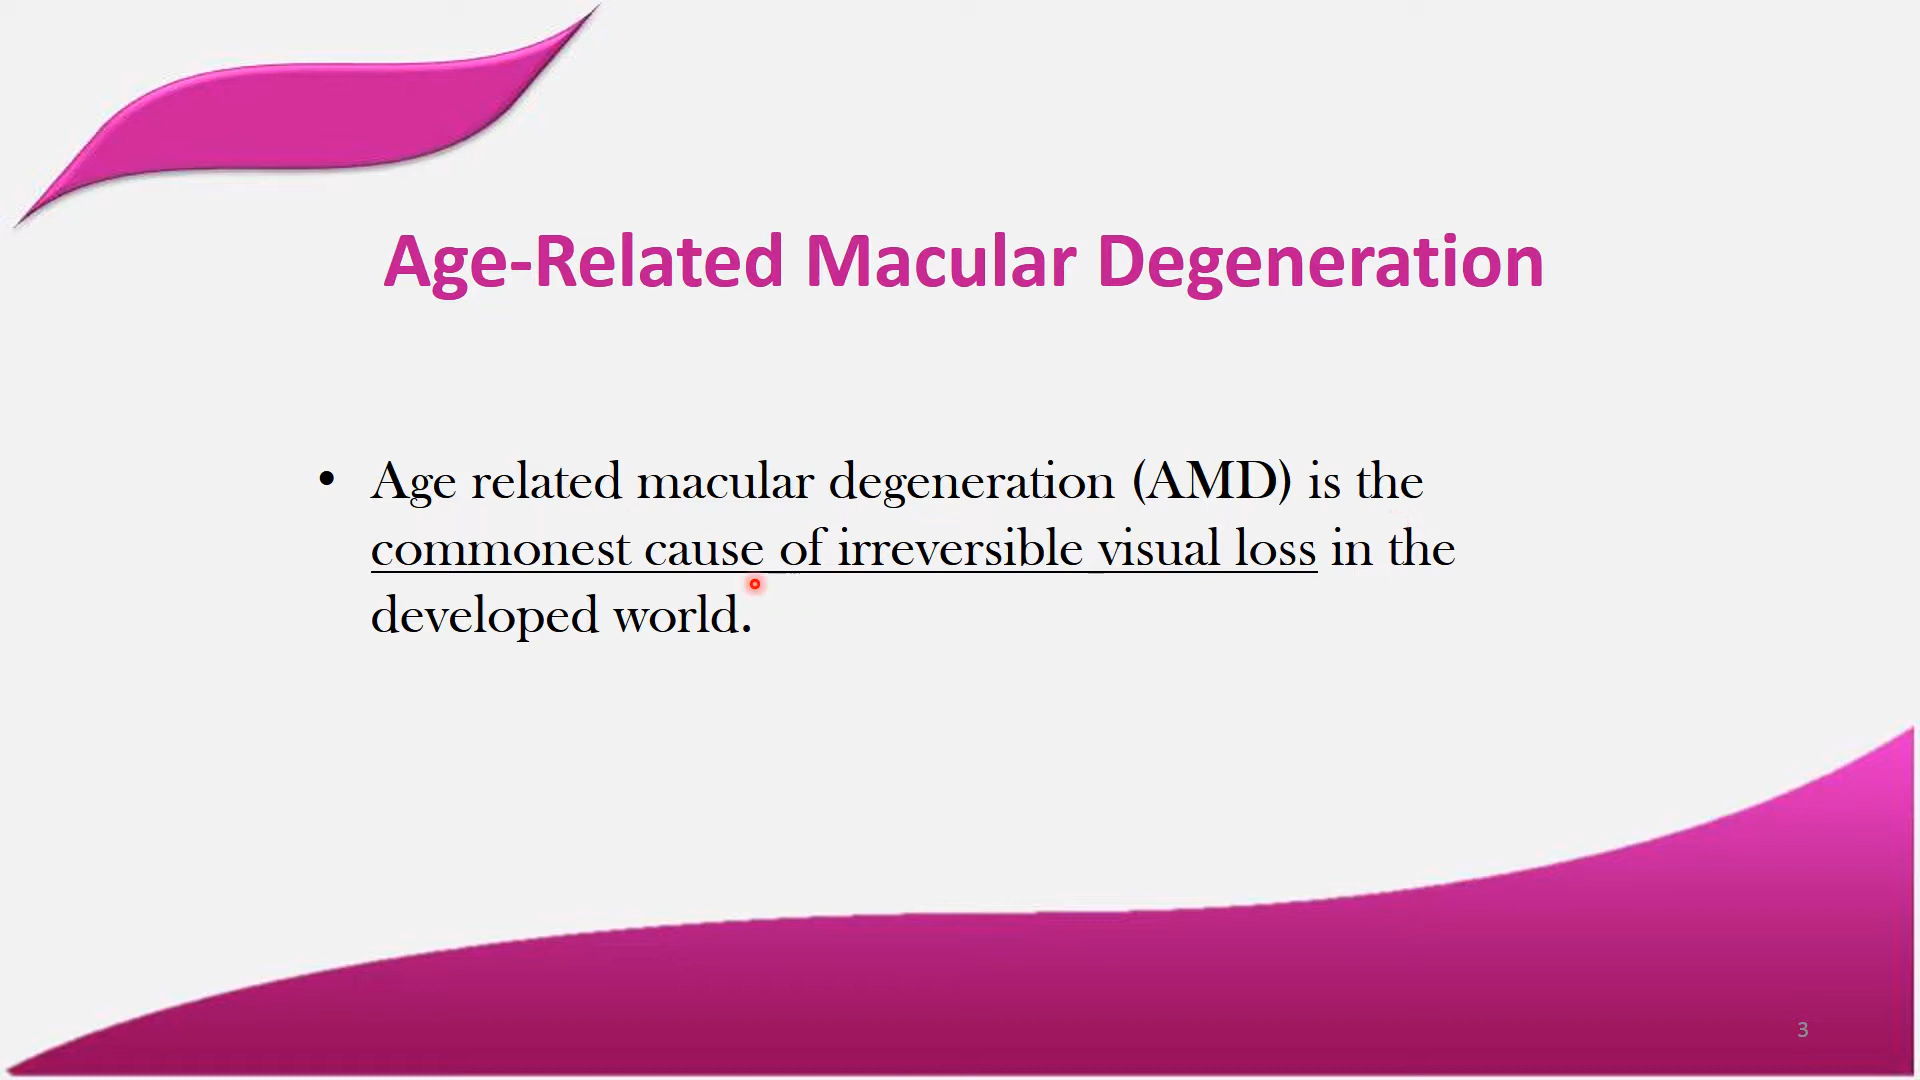 Age-Related Macular Degeneration
• Age related macular degeneration (AMD) is the
commonest cause of irreversible visual loss in the
developed world.
3